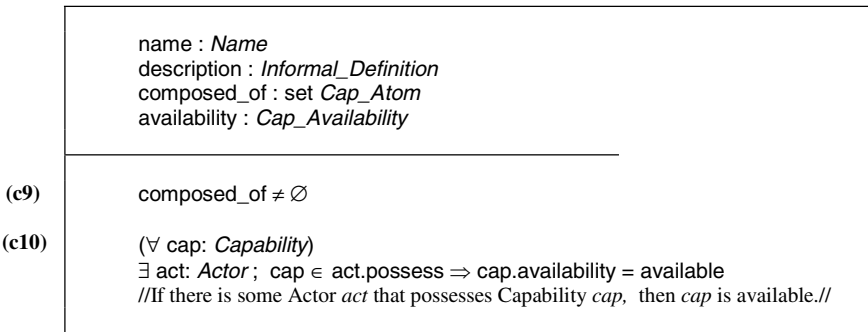 name : Name
description : Informal_Definition
composed_of : set Cap_Atom
availability : Cap_Availability
(c9) composed_of ≠ ∅
(c10) (∀ cap: Capability)
∃ act: Actor ; cap ∈ act.possess ⇒ cap.availability = available
//If there is some Actor act that possesses Capability cap, then cap is available.//